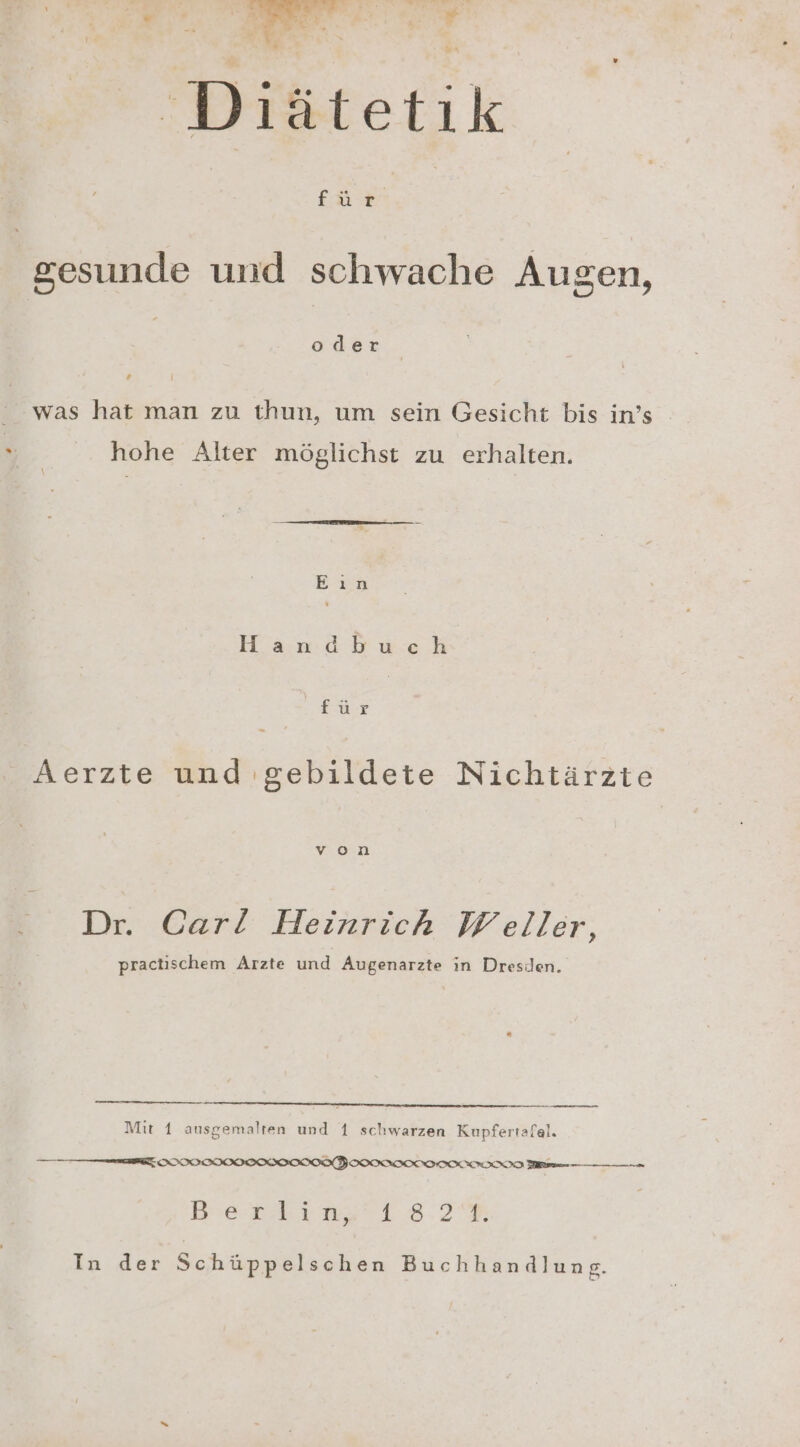 Diätetik
für
gesunde und schwache Augen,
oder
was hat man zu thun, um sein Gesicht bis in's
hohe Alter möglichst zu erhalten.
Ein
Handbuch
für
Aerzte und gebildete Nichtärzte
von
Dr. Carl Heinrich Weller,
practischem Arzte und Augenarzte in Dresden.
Mit 1 ausgemalten und 1 schwarzen Kupfertafel.
Berlin, 1821.
In der Schüppelschen Buchhandlung.